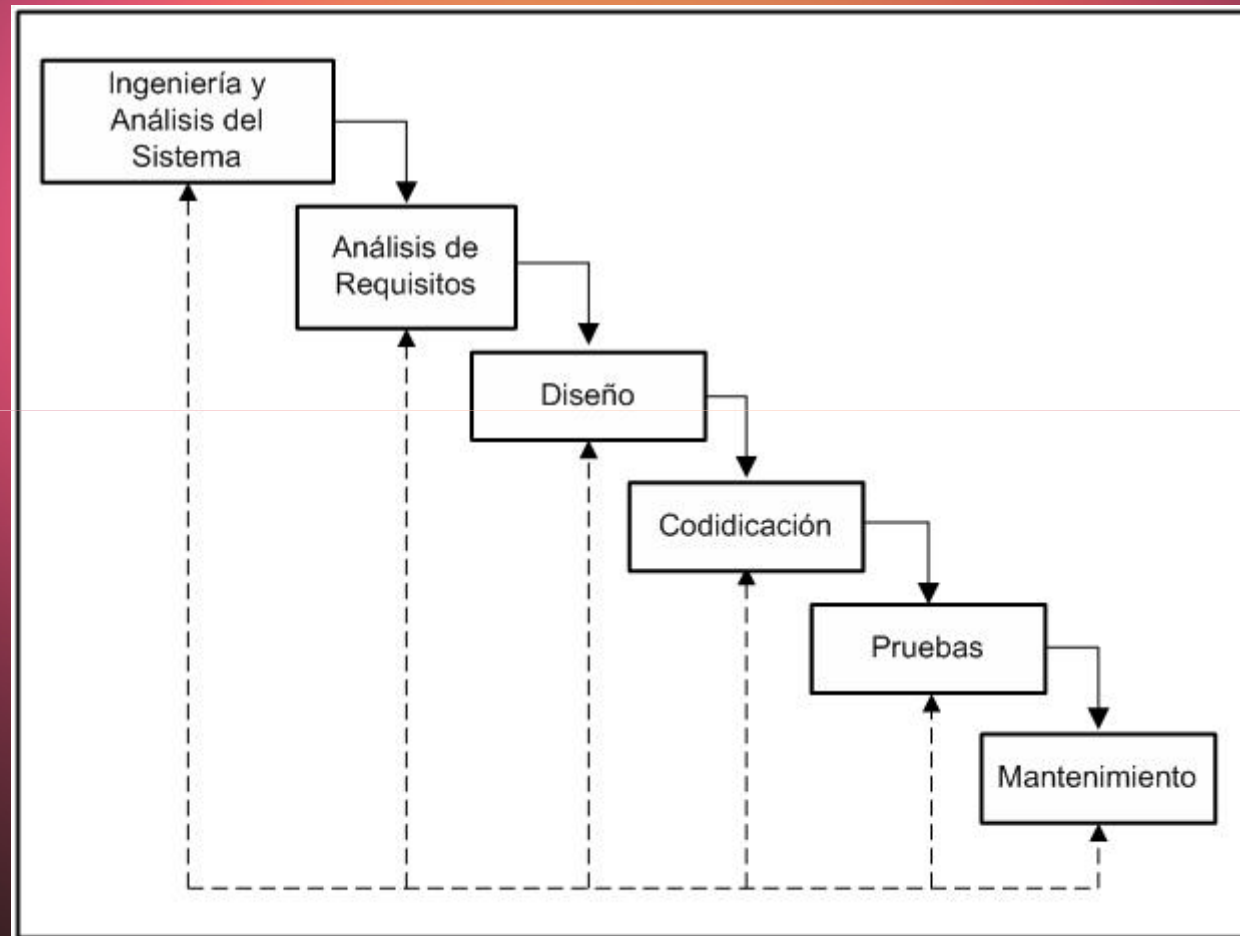 Ingeniería y
Análisis del
Sistema
Análisis de
Requisitos
Diseño
Codidicación
Pruebas
Mantenimiento